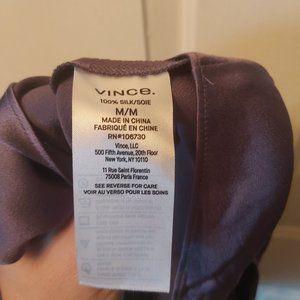 VINCE.
100% SILK/SOIE
M/M
MADE IN CHINA
FABRIQUÉ EN CHINE
RN#106730
Vince, LLC
500 Fifth Avenue, 20th Floor
New York, NY 10110
11 Rue Saint Florentin
75008 Paris France
SEE REVERSE FOR CARE
VOIR AU VERSO POUR LES SOINS